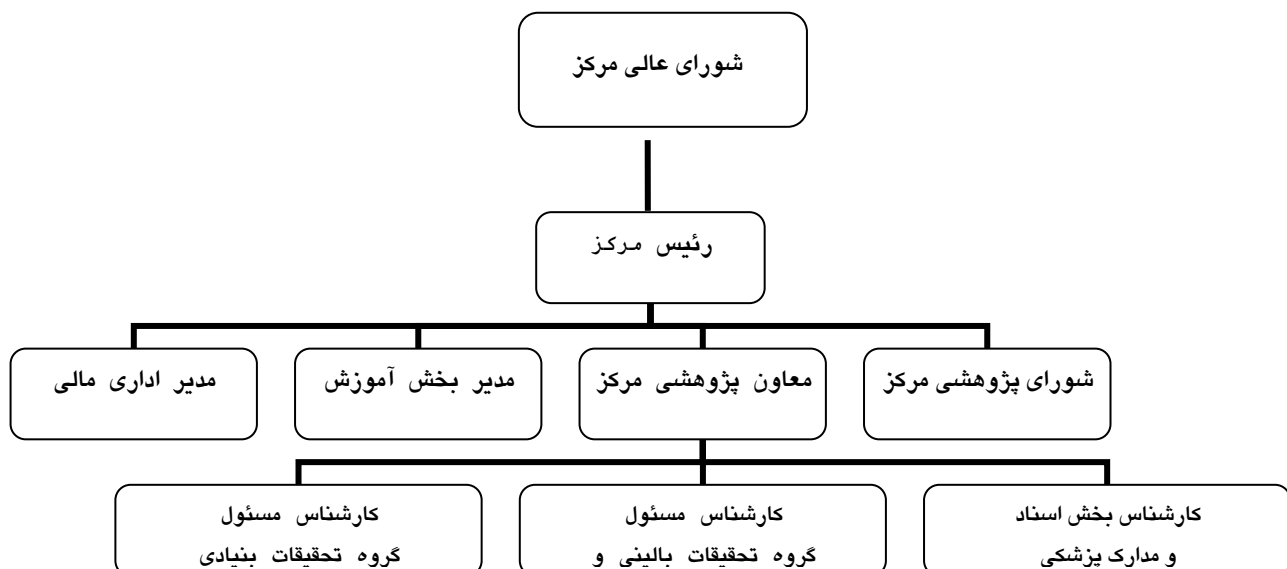 شورای عالی مرکز
رئیس مرکز
شورای پژوهشی مرکز
معاون پژوهشی مرکز
مدیر بخش آموزش
مدیر اداری مالی
کارشناس بخش اسناد
و مدارک پزشکی
کارشناس مسئول
گروه تحقیقات بالینی و
کارشناس مسئول
گروه تحقیقات بنیادی